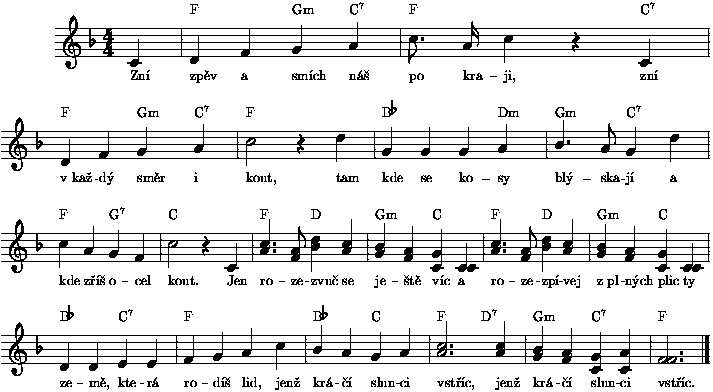 F Gm C7 F C7
Zní zpěv a smích náš po kra – ji, zní
F Gm C7 F B♭ Dm Gm C7
v kaž-dý směr i kout, tam kde se ko – sy blý – ska-jí a
F G7 C F D Gm C F D Gm C
kde zříš o – cel kout. Jen ro – ze-zvuč se je – ště víc a ro – ze-zpí-vej z pl-ných plic ty
B♭ C7 F B♭ C F D7 Gm C7 F
ze – mě, kte-rá ro – díš lid, jenž krá-čí slun-ci vstříc, jenž krá-čí slun-ci vstříc.